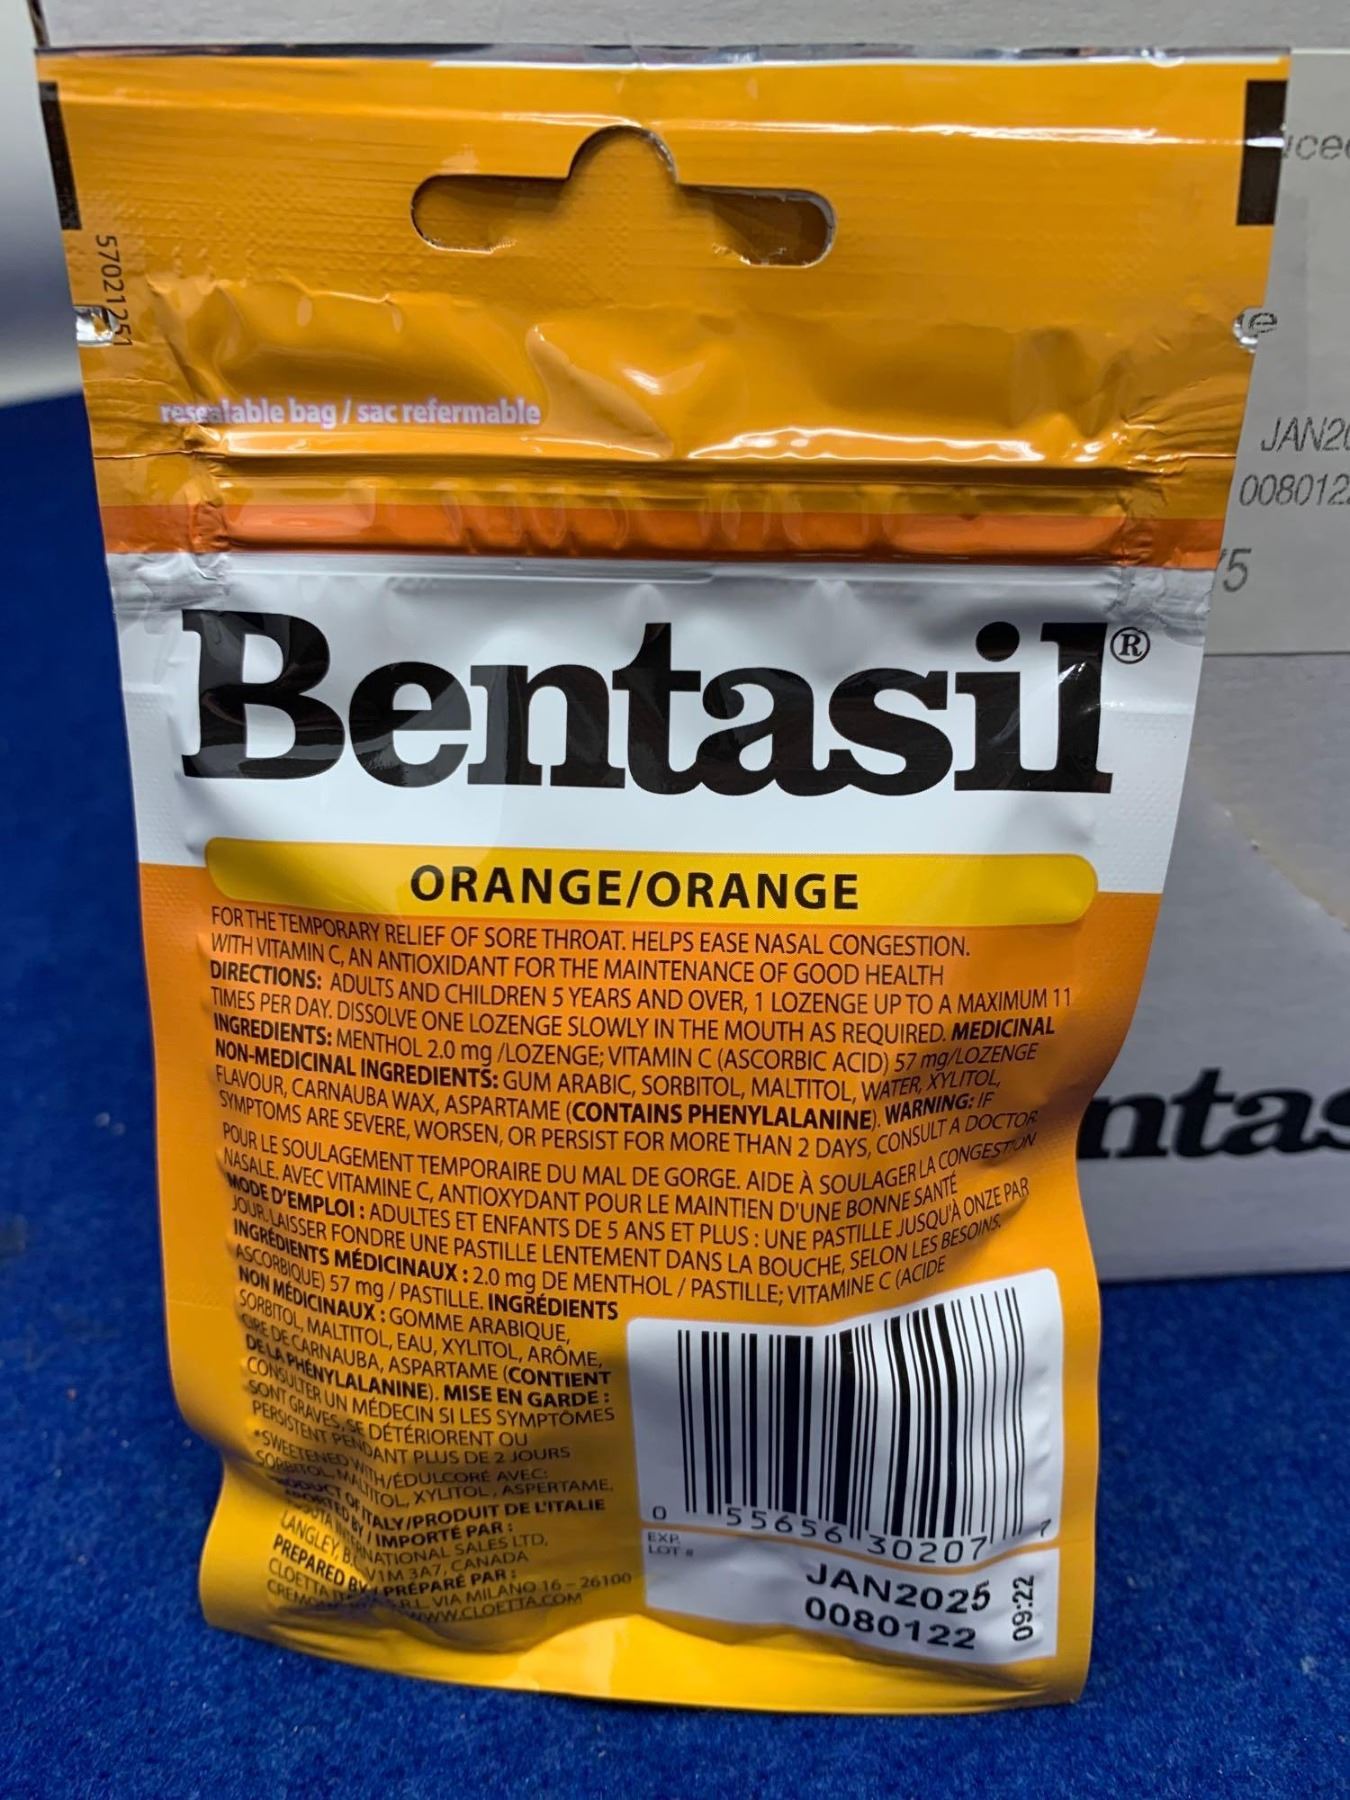 57021251
resealable bag / sac refermable
Bentasil®
ORANGE/ORANGE
FOR THE TEMPORARY RELIEF OF SORE THROAT. HELPS EASE NASAL CONGESTION.
WITH VITAMIN C, AN ANTIOXIDANT FOR THE MAINTENANCE OF GOOD HEALTH
DIRECTIONS: ADULTS AND CHILDREN 5 YEARS AND OVER, 1 LOZENGE UP TO A MAXIMUM 11
TIMES PER DAY. DISSOLVE ONE LOZENGE SLOWLY IN THE MOUTH AS REQUIRED. MEDICINAL
INGREDIENTS: MENTHOL 2.0 mg /LOZENGE; VITAMIN C (ASCORBIC ACID) 57 mg/LOZENGE
NON-MEDICINAL INGREDIENTS: GUM ARABIC, SORBITOL, MALTITOL, WATER, XYLITOL,
FLAVOUR, CARNAUBA WAX, ASPARTAME (CONTAINS PHENYLALANINE). WARNING: IF
SYMPTOMS ARE SEVERE, WORSEN, OR PERSIST FOR MORE THAN 2 DAYS, CONSULT A DOCTOR
POUR LE SOULAGEMENT TEMPORAIRE DU MAL DE GORGE. AIDE À SOULAGER LA CONGESTION
NASALE. AVEC VITAMINE C, ANTIOXYDANT POUR LE MAINTIEN D'UNE BONNE SANTÉ
MODE D'EMPLOI : ADULTES ET ENFANTS DE 5 ANS ET PLUS : UNE PASTILLE JUSQU'À ONZE PAR
JOUR. LAISSER FONDRE UNE PASTILLE LENTEMENT DANS LA BOUCHE, SELON LES BESOINS.
INGRÉDIENTS MÉDICINAUX : 2.0 mg DE MENTHOL / PASTILLE; VITAMINE C (ACIDE
ASCORBIQUE) 57 mg / PASTILLE. INGRÉDIENTS
NON MÉDICINAUX : GOMME ARABIQUE,
SORBITOL, MALTITOL, EAU, XYLITOL, ARÔME,
CIRE DE CARNAUBA, ASPARTAME (CONTIENT
DE LA PHÉNYLALANINE). MISE EN GARDE :
CONSULTER UN MÉDECIN SI LES SYMPTÔMES
SONT GRAVES, SE DÉTÉRIORENT OU
PERSISTENT PENDANT PLUS DE 2 JOURS
*SWEETENED WITH/ÉDULCORÉ AVEC:
SORBITOL, MALTITOL, XYLITOL, ASPERTAME.
PRODUCT OF ITALY/PRODUIT DE L'ITALIE
IMPORTED BY / IMPORTÉ PAR :
INTERNATIONAL SALES LTD,
LANGLEY, B.C. V1M 3A7, CANADA
PREPARED BY / PRÉPARÉ PAR :
CLOETTA S.R.L. VIA MILANO 16 – 26100
WWW.CLOETTA.COM
0 55656 30207 7
EXP.
LOT #
JAN2025
0080122
09:22
JAN20
008012
ntas